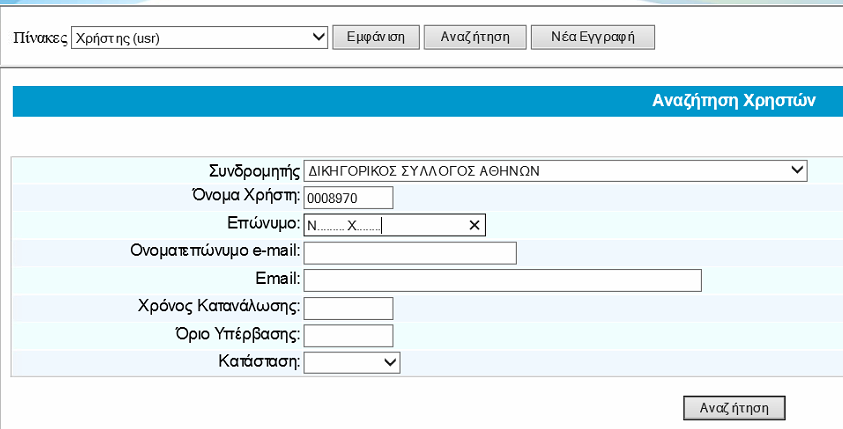 Πίνακες Χρήστης (usr) Εμφάνιση Αναζήτηση Νέα Εγγραφή
Αναζήτηση Χρηστών
Συνδρομητής ΔΙΚΗΓΟΡΙΚΟΣ ΣΥΛΛΟΓΟΣ ΑΘΗΝΩΝ
Όνομα Χρήστη: 0008970
Επώνυμο: Ν......... Χ........
Ονοματεπώνυμο e-mail:
Email:
Χρόνος Κατανάλωσης:
Όριο Υπέρβασης:
Κατάσταση:
Αναζήτηση